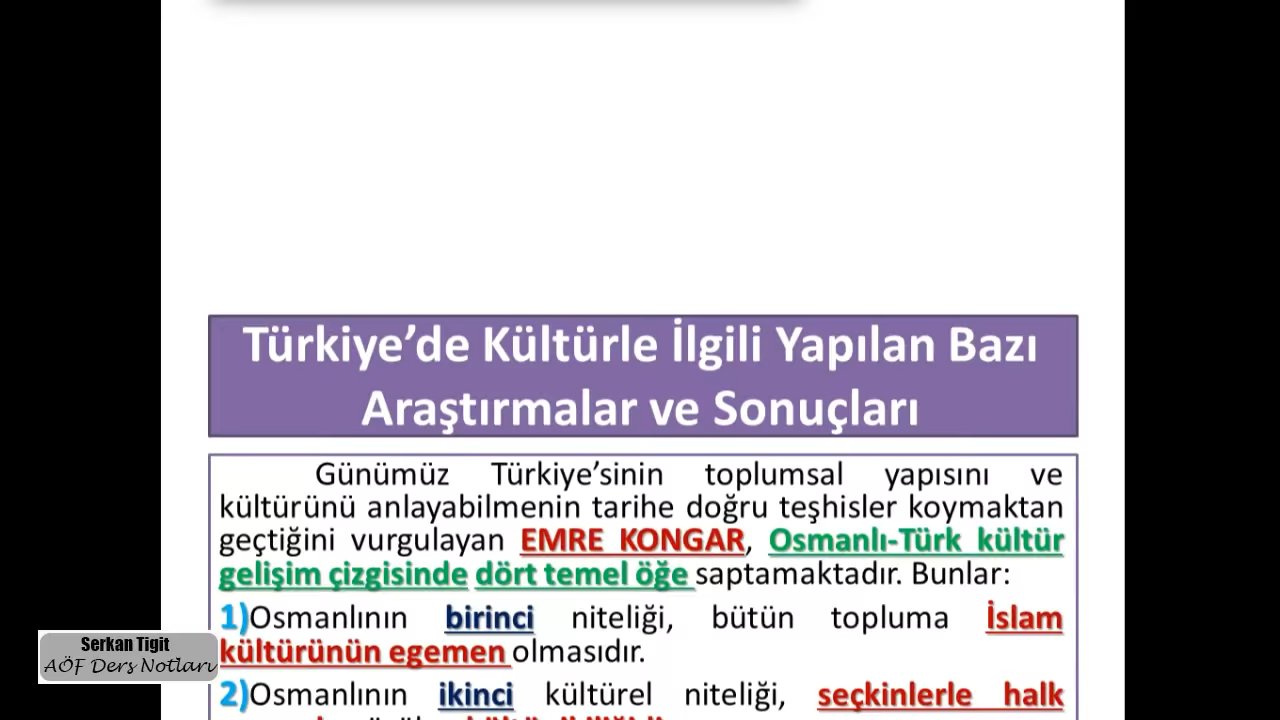 Türkiye’de Kültürle İlgili Yapılan Bazı
Araştırmalar ve Sonuçları
Günümüz Türkiye’sinin toplumsal yapısını ve
kültürünü anlayabilmenin tarihe doğru teşhisler koymaktan
geçtiğini vurgulayan EMRE KONGAR, Osmanlı-Türk kültür
gelişim çizgisinde dört temel öğe saptamaktadır. Bunlar:
1)Osmanlının birinci niteliği, bütün topluma İslam
kültürünün egemen olmasıdır.
2)Osmanlının ikinci kültürel niteliği, seçkinlerle halk
Serkan Tigit
AÖF Ders Notları